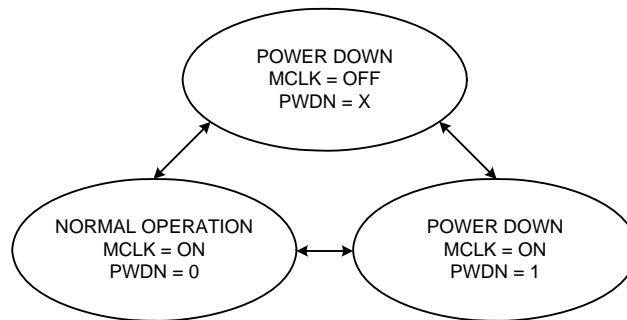 POWER DOWN
MCLK = OFF
PWDN = X
NORMAL OPERATION
MCLK = ON
PWDN = 0
POWER DOWN
MCLK = ON
PWDN = 1